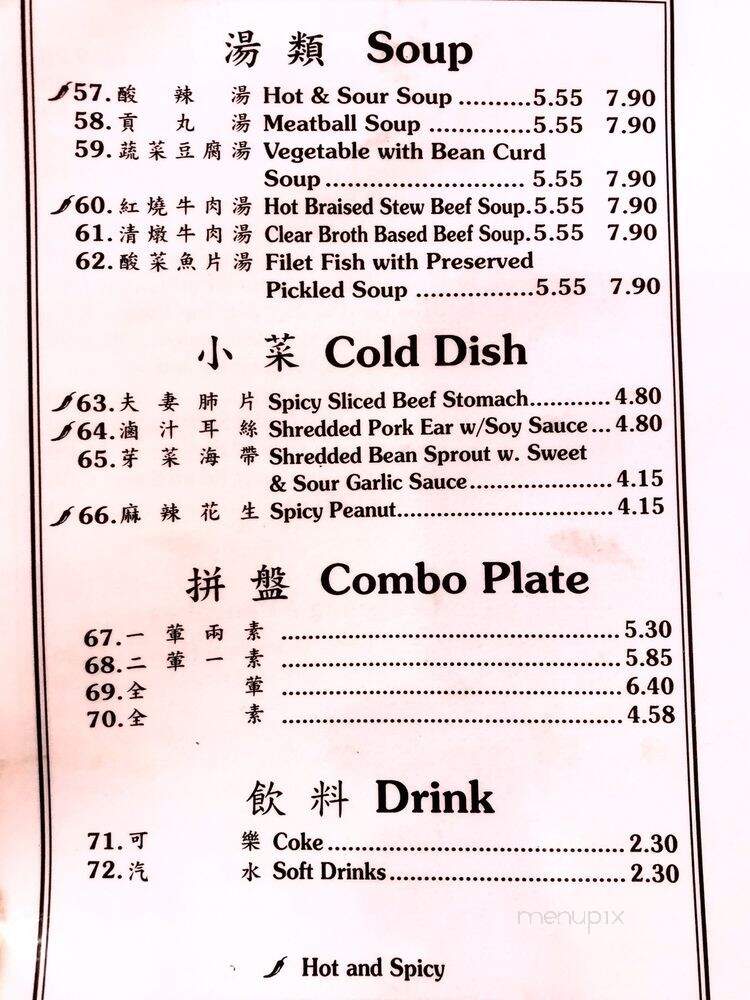 湯 類 Soup
57. 酸 辣 湯 Hot & Sour Soup ..........5.55 7.90
58. 貢 丸 湯 Meatball Soup ..............5.55 7.90
59. 蔬菜豆腐湯 Vegetable with Bean Curd
Soup........................... 5.55 7.90
60. 紅燒牛肉湯 Hot Braised Stew Beef Soup.5.55 7.90
61. 清燉牛肉湯 Clear Broth Based Beef Soup.5.55 7.90
62. 酸菜魚片湯 Filet Fish with Preserved
Pickled Soup ................5.55 7.90
小 菜 Cold Dish
63. 夫 妻 肺 片 Spicy Sliced Beef Stomach............ 4.80
64. 滷 汁 耳 絲 Shredded Pork Ear w/Soy Sauce... 4.80
65. 芽 菜 海 帶 Shredded Bean Sprout w. Sweet
& Sour Garlic Sauce..................... 4.15
66. 麻 辣 花 生 Spicy Peanut................................ 4.15
拼 盤 Combo Plate
67. 一 葷 兩 素 ................................................ 5.30
68. 二 葷 一 素 ................................................ 5.85
69. 全 葷 ................................................ 6.40
70. 全 素 ................................................ 4.58
飲 料 Drink
71. 可 樂 Coke.......................................... 2.30
72. 汽 水 Soft Drinks................................. 2.30
menupix
Hot and Spicy